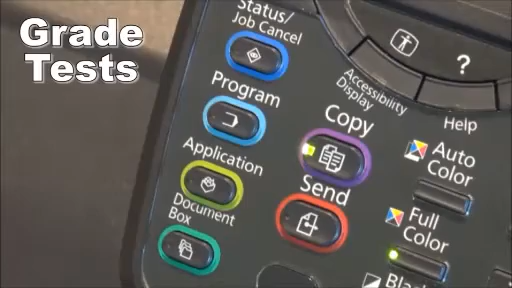 Grade
Tests
Status/
Job Cancel
Program
Application
Document
Box
Copy
Send
Accessibility
Display
?
Help
Auto
Color
Full
Color